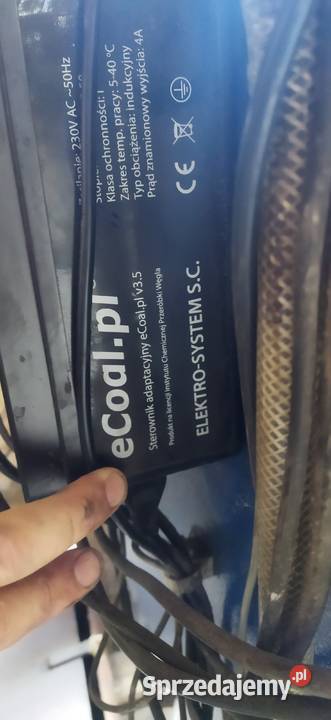 eCoal.pl
Sterownik adaptacyjny eCoal.pl v3.5
Produkt na licencji Instytutu Chemicznej Przeróbki Węgla
ELEKTRO-SYSTEM S.C.
230V AC ~50Hz
Klasa ochronności: I
Zakres temp. pracy: 5-40 °C
Typ obciążenia: indukcyjny
Prąd znamionowy wyjścia: 4A
CE
Sprzedajemy.pl